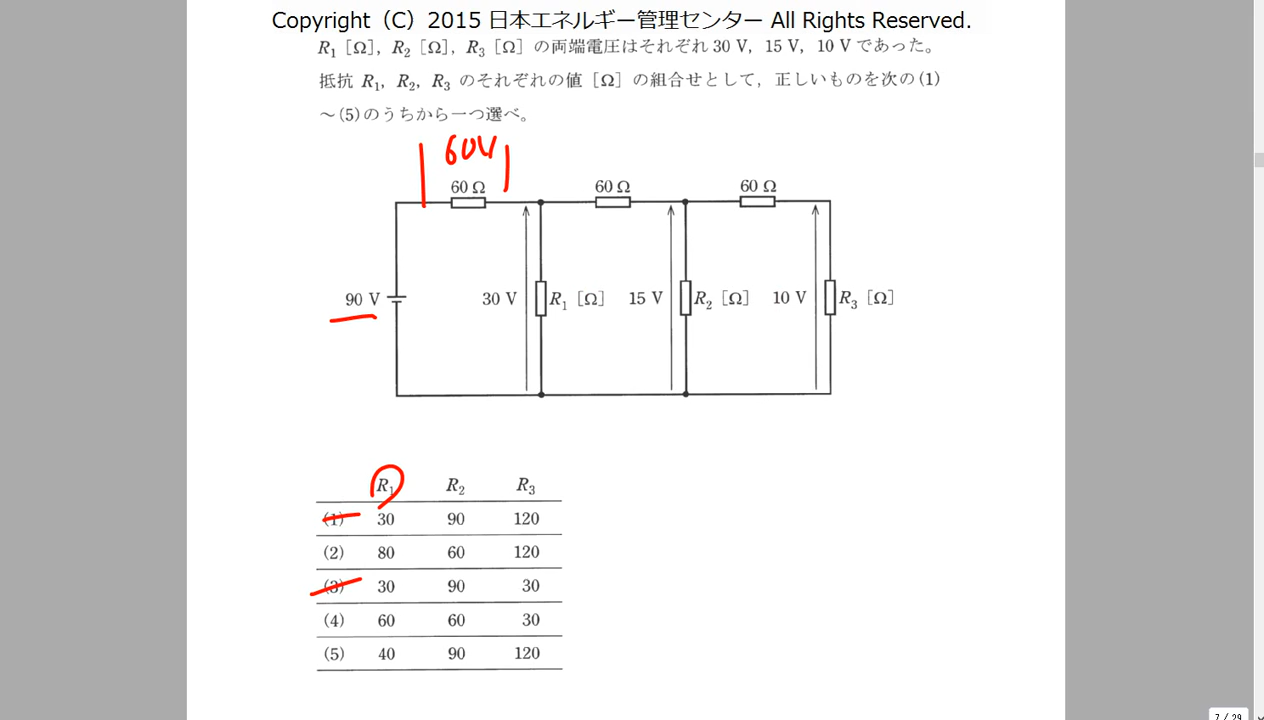 Copyright（C）2015 日本エネルギー管理センター All Rights Reserved.
R₁［Ω］，R₂［Ω］，R₃［Ω］の両端電圧はそれぞれ 30 V，15 V，10 V であった。
抵抗 R₁，R₂，R₃ のそれぞれの値［Ω］の組合せとして，正しいものを次の(1)
～(5)のうちから一つ選べ。
60V
60 Ω 60 Ω 60 Ω
90 V 30 V R₁［Ω］ 15 V R₂［Ω］ 10 V R₃［Ω］
R₁ R₂ R₃
(1) 30 90 120
(2) 80 60 120
(3) 30 90 30
(4) 60 60 30
(5) 40 90 120
7 / 29